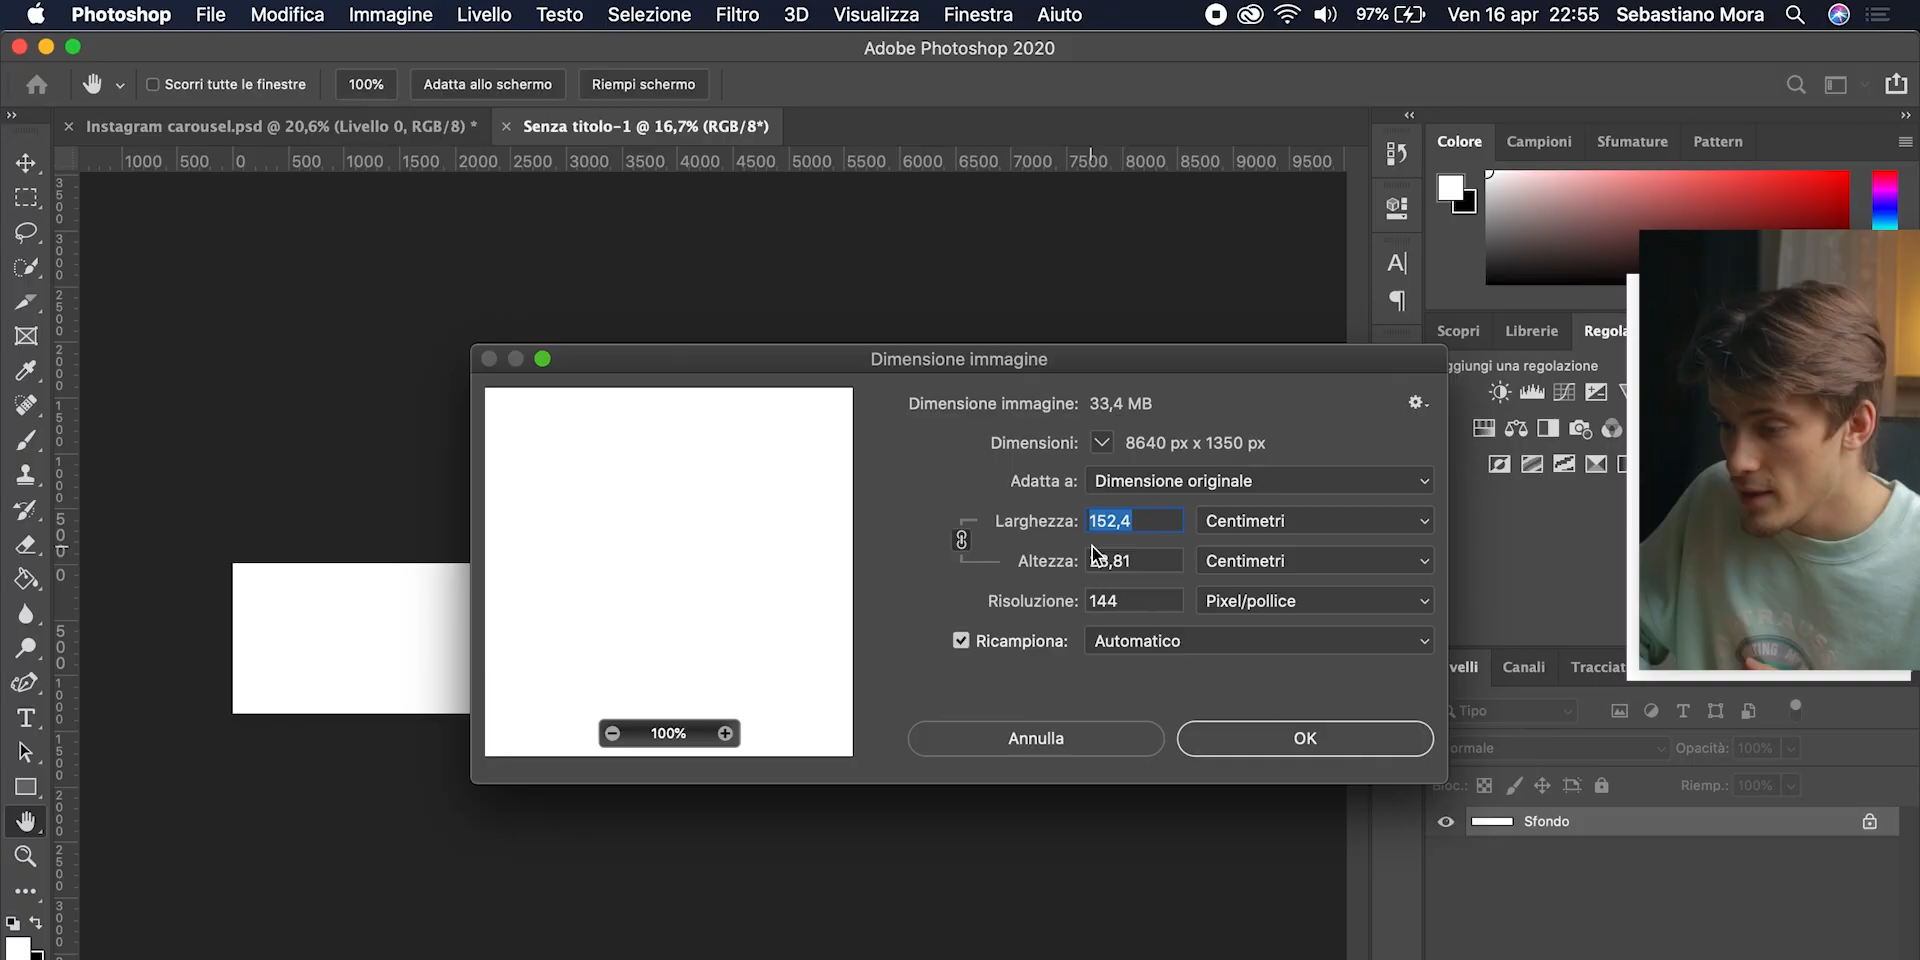 Photoshop File Modifica Immagine Livello Testo Selezione Filtro 3D Visualizza Finestra Aiuto 97% Ven 16 apr 22:55 Sebastiano Mora
Adobe Photoshop 2020
Scorri tutte le finestre 100% Adatta allo schermo Riempi schermo
Instagram carousel.psd @ 20,6% (Livello 0, RGB/8) * Senza titolo-1 @ 16,7% (RGB/8*)
1000 500 0 500 1000 1500 2000 2500 3000 3500 4000 4500 5000 5500 6000 6500 7000 7500 8000 8500 9000 9500
Colore Campioni Sfumature Pattern
Scopri Librerie Regola
ggiungi una regolazione
Dimensione immagine
Dimensione immagine: 33,4 MB
Dimensioni: 8640 px x 1350 px
Adatta a: Dimensione originale
Larghezza: 152,4 Centimetri
Altezza: 3,81 Centimetri
Risoluzione: 144 Pixel/pollice
Ricampiona: Automatico
100%
Annulla OK
velli Canali Tracciat
Tipo
ormale Opacità: 100%
Bloc.: Riemp.: 100%
Sfondo